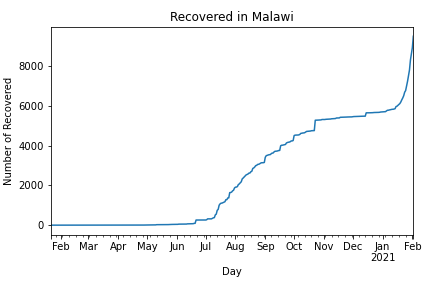 Recovered in Malawi
Number of Recovered
8000
6000
4000
2000
0
Feb Mar Apr May Jun Jul Aug Sep Oct Nov Dec Jan Feb
2021
Day